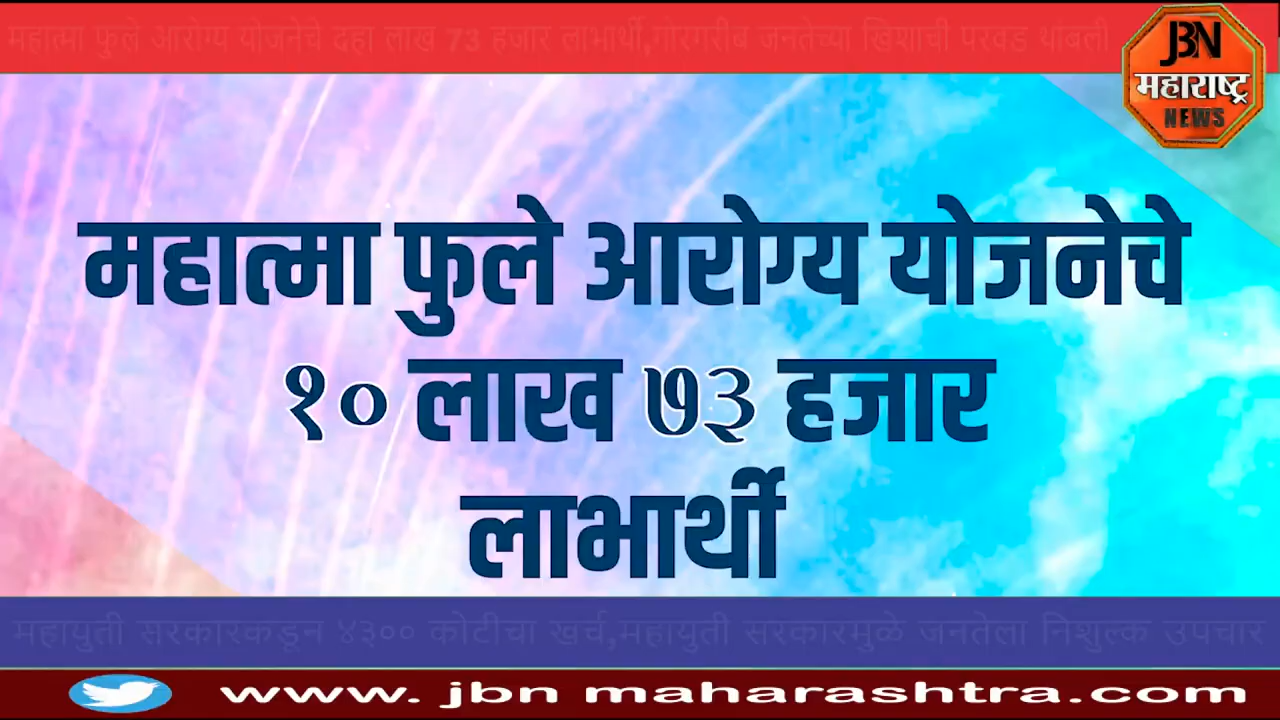 महात्मा फुले आरोग्य योजनेचे दहा लाख 73 हजार लाभार्थी,गोरगरीब जनतेच्या खिशाची परवड थांबली
JBN
महाराष्ट्र
NEWS
महात्मा फुले आरोग्य योजनेचे
१० लाख ७३ हजार
लाभार्थी
महायुती सरकारकडून ४३०० कोटीचा खर्च,महायुती सरकारमुळे जनतेला निशुल्क उपचार
www. jbn maharashtra.com